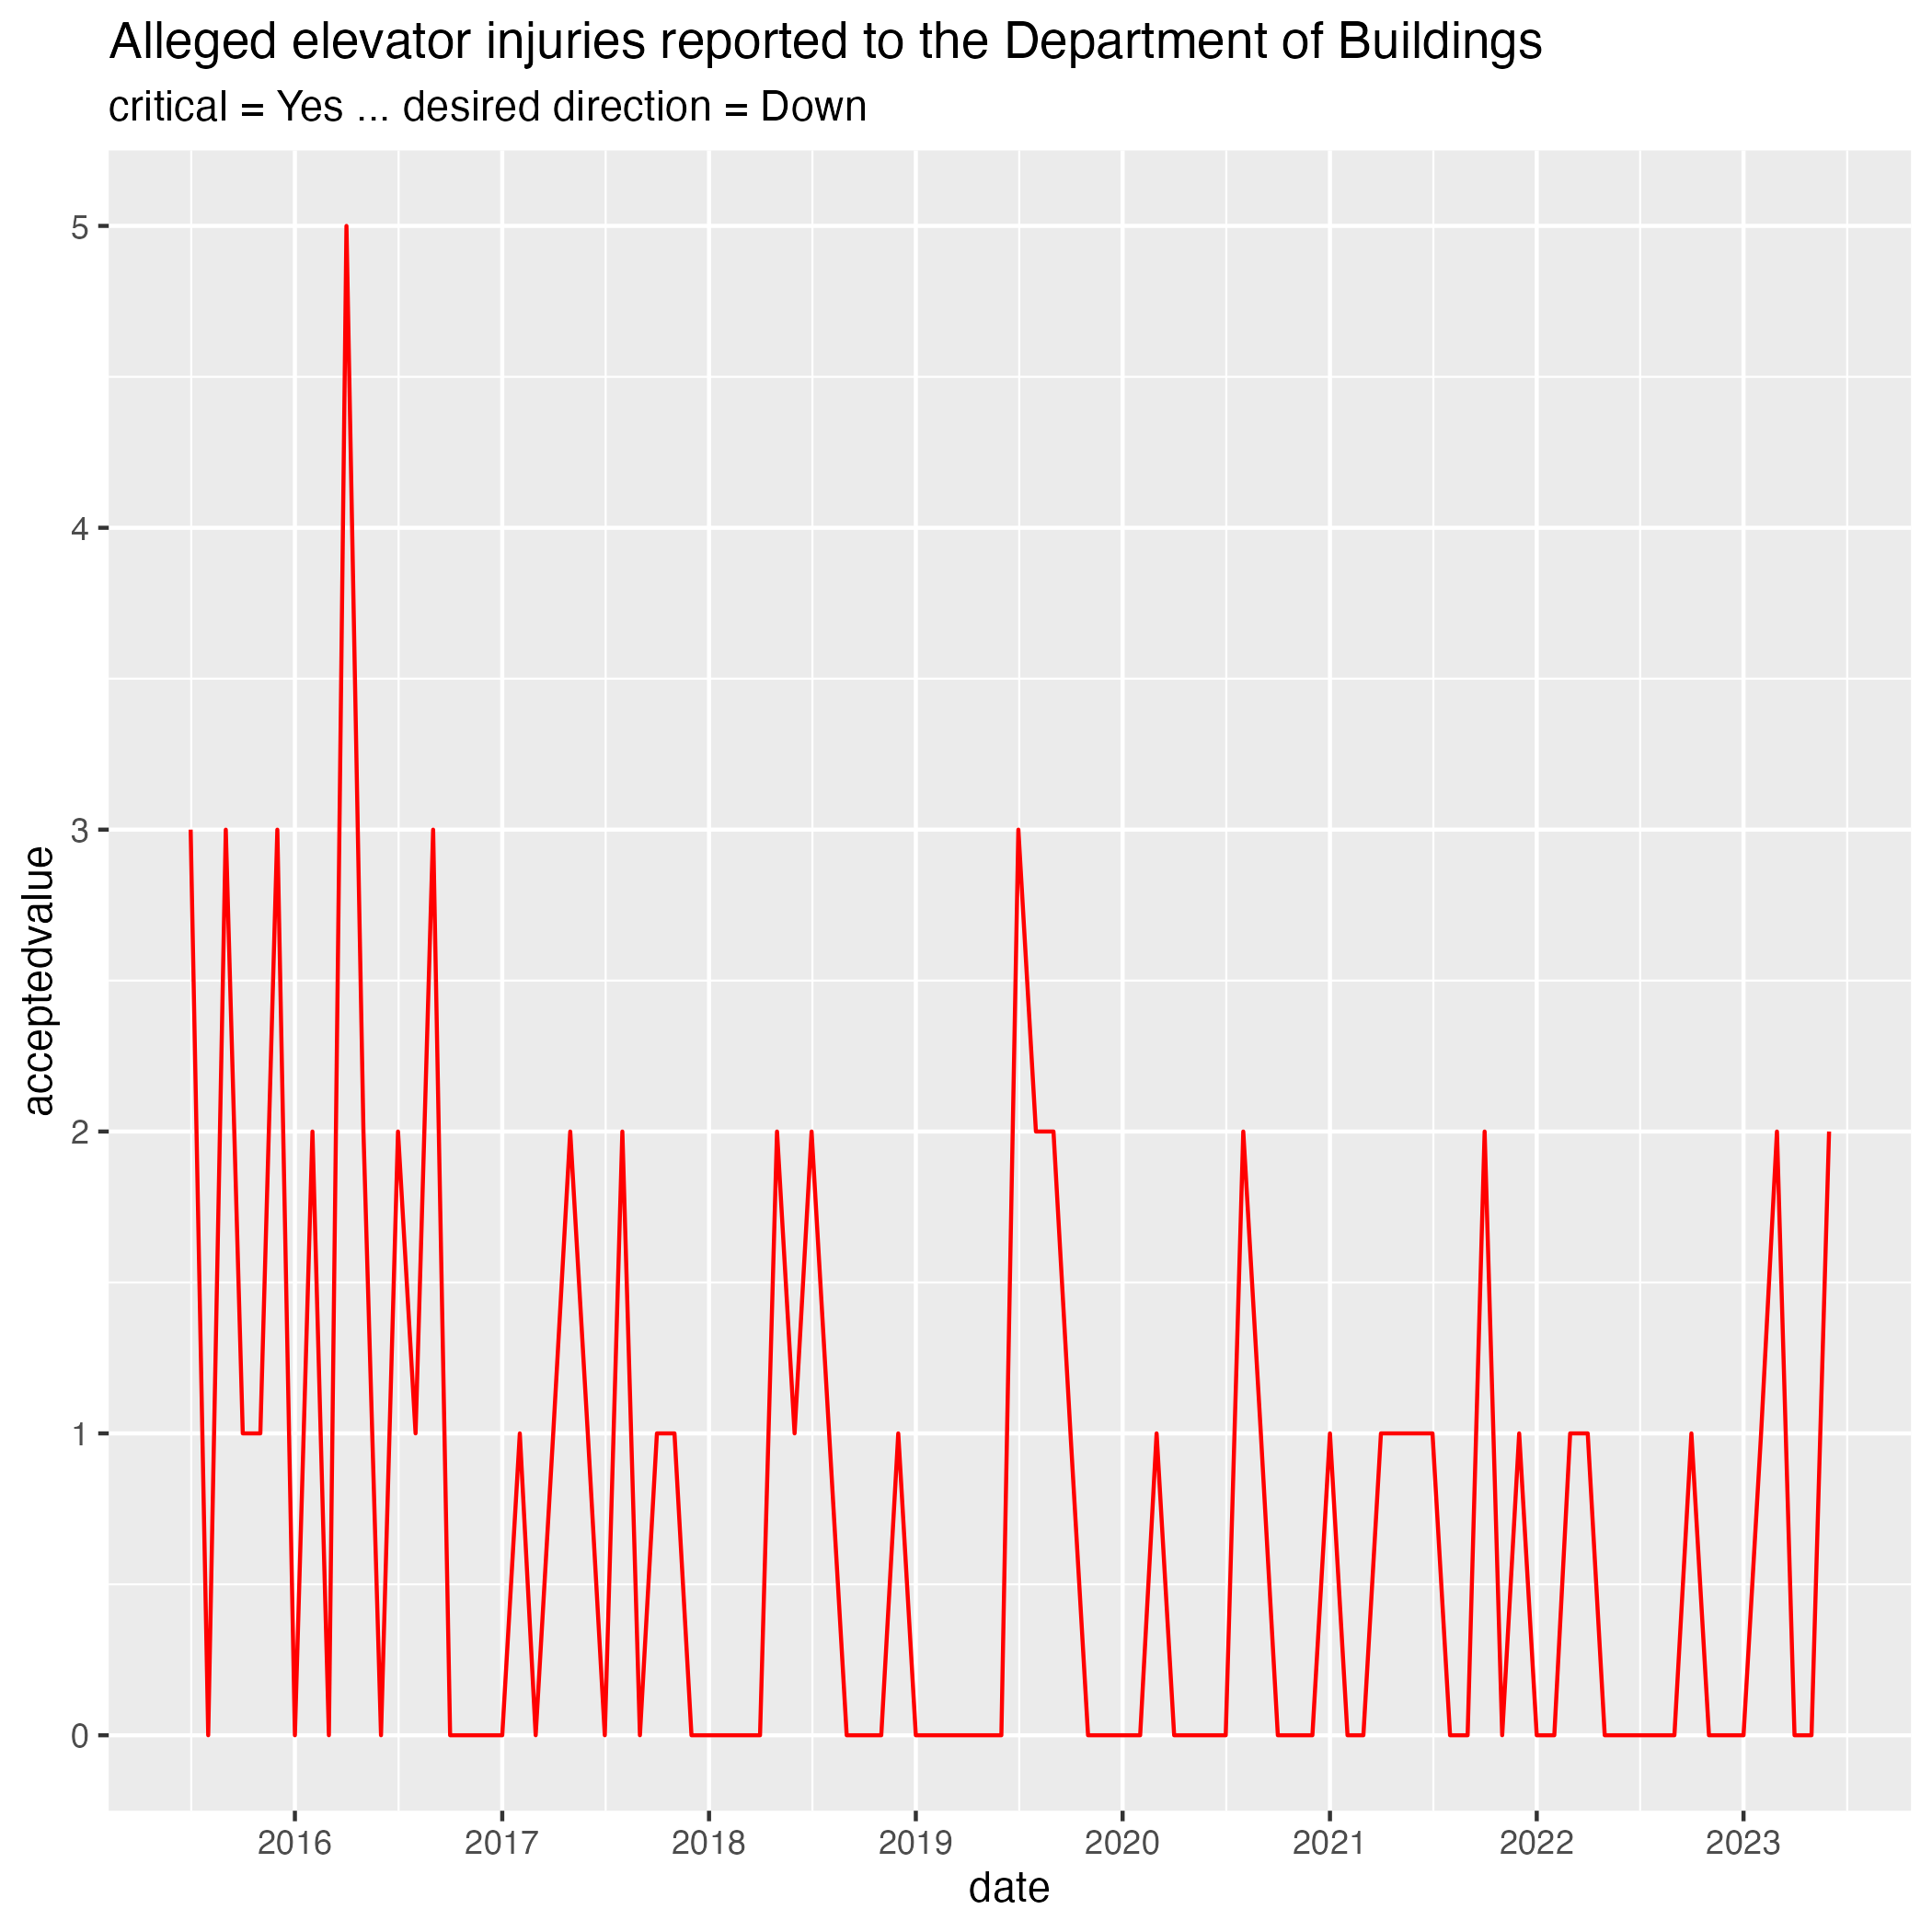 Alleged elevator injuries reported to the Department of Buildings
critical = Yes ... desired direction = Down
5
4
3
2
1
0
acceptedvalue
2016 2017 2018 2019 2020 2021 2022 2023
date